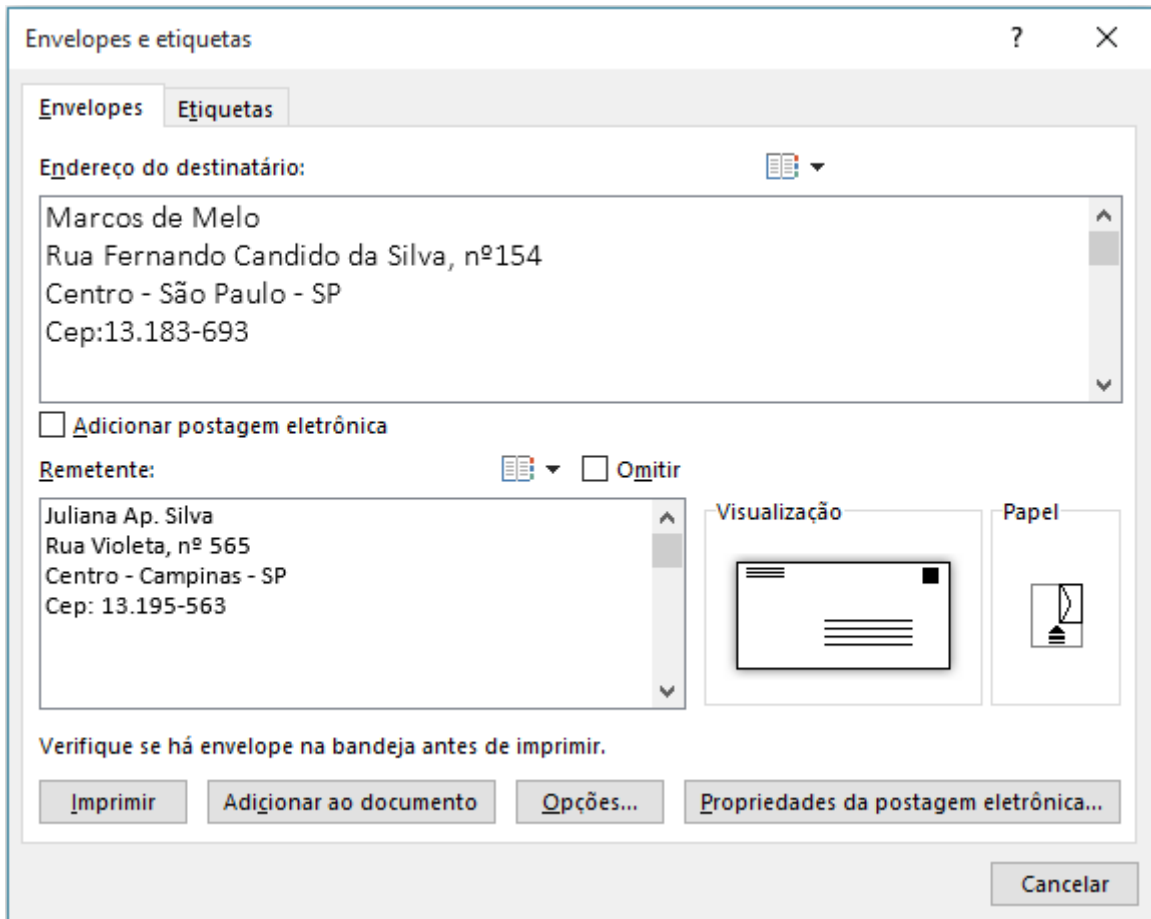 Envelopes e etiquetas ?
Envelopes Etiquetas
Endereço do destinatário:
Marcos de Melo
Rua Fernando Candido da Silva, nº154
Centro - São Paulo - SP
Cep:13.183-693
Adicionar postagem eletrônica
Remetente: Omitir
Juliana Ap. Silva
Rua Violeta, nº 565
Centro - Campinas - SP
Cep: 13.195-563
Visualização Papel
Verifique se há envelope na bandeja antes de imprimir.
Imprimir Adicionar ao documento Opções... Propriedades da postagem eletrônica...
Cancelar